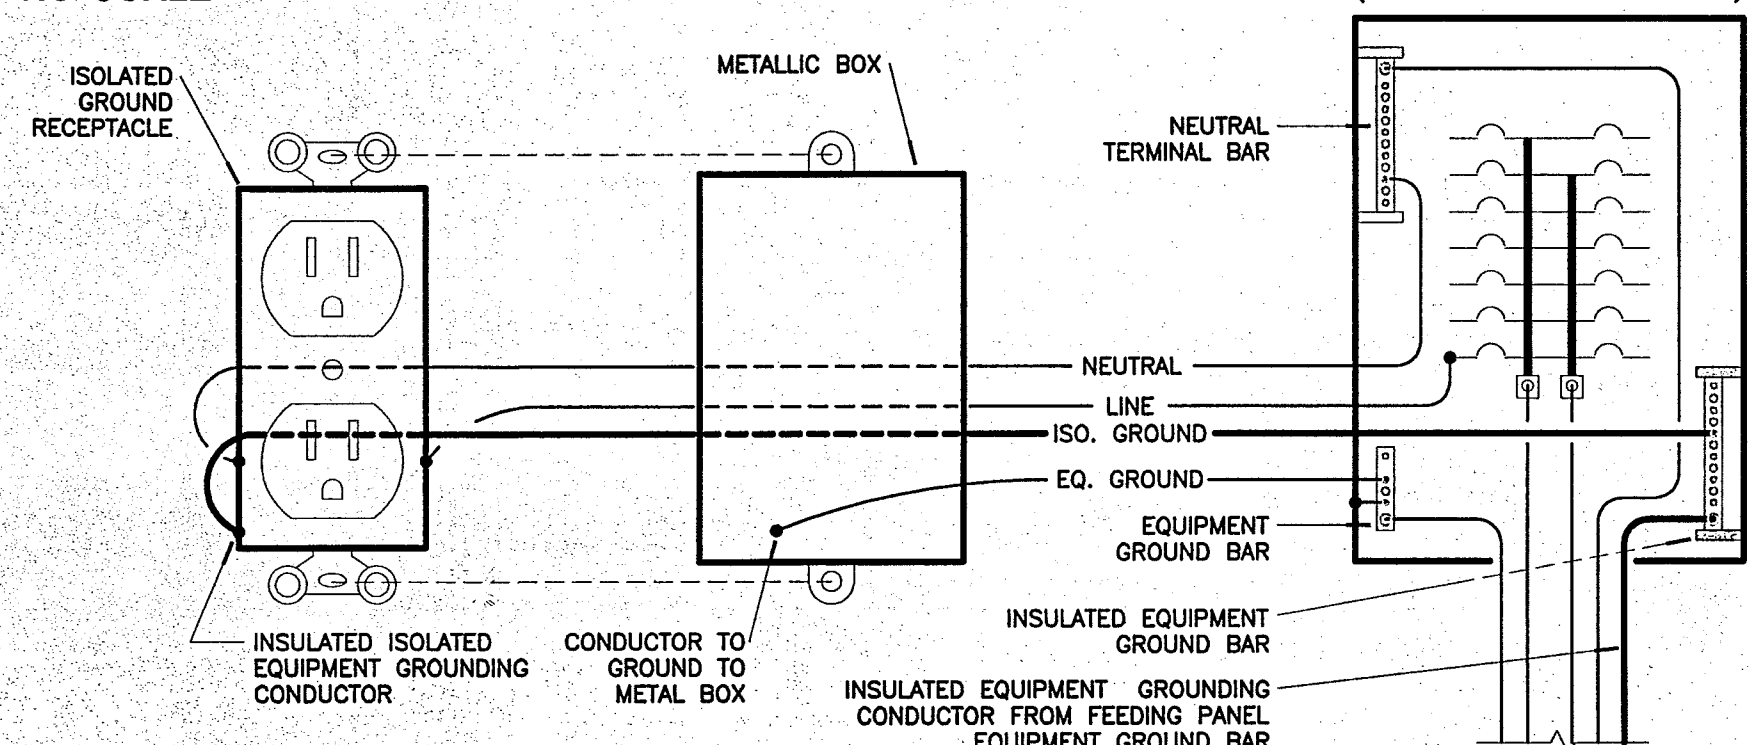 ISOLATED
GROUND
RECEPTACLE
METALLIC BOX
NEUTRAL
TERMINAL BAR
NEUTRAL
LINE
ISO. GROUND
EQ. GROUND
EQUIPMENT
GROUND BAR
INSULATED EQUIPMENT
GROUND BAR
INSULATED ISOLATED
EQUIPMENT GROUNDING
CONDUCTOR
CONDUCTOR TO
GROUND TO
METAL BOX
INSULATED EQUIPMENT GROUNDING
CONDUCTOR FROM FEEDING PANEL
EQUIPMENT GROUND BAR